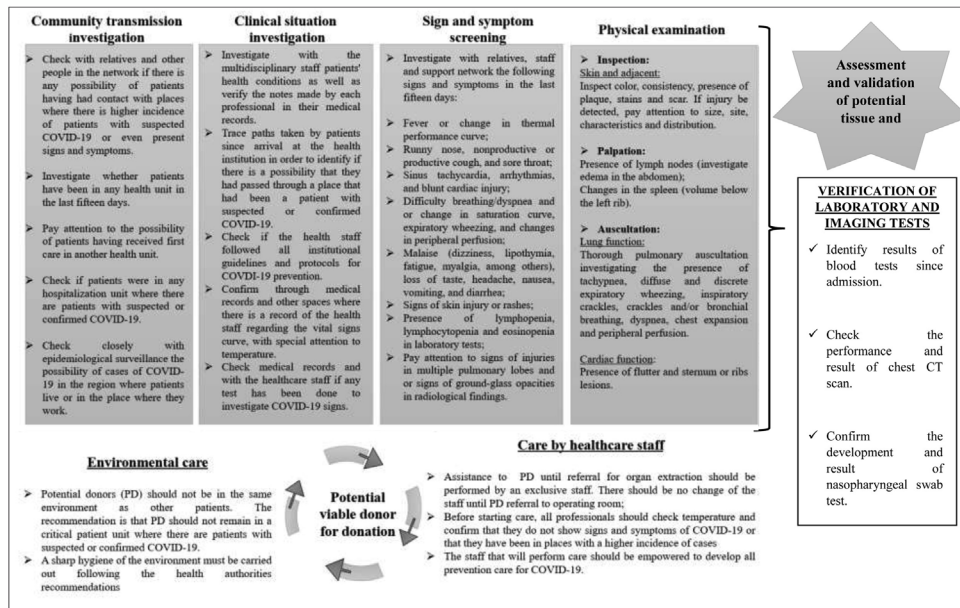 Community transmission
investigation
Check with relatives and other
people in the network if there is
any possibility of patients
having had contact with places
where there is higher incidence
of patients with suspected
COVID-19 or even present
signs and symptoms.
Investigate whether patients
have been in any health unit in
the last fifteen days.
Pay attention to the possibility
of patients having received first
care in another health unit.
Check if patients were in any
hospitalization unit where there
are patients with suspected or
confirmed COVID-19.
Check closely with
epidemiological surveillance the
possibility of cases of COVID-
19 in the region where patients
live or in the place where they
work.
Clinical situation
investigation
Investigate with the
multidisciplinary staff patients'
health conditions as well as
verify the notes made by each
professional in their medical
records.
Trace paths taken by patients
since arrival at the health
institution in order to identify if
there is a possibility that they
had passed through a place that
had been a patient with
suspected or confirmed
COVID-19.
Check if the health staff
followed all institutional
guidelines and protocols for
COVDI-19 prevention.
Confirm through medical
records and other spaces where
there is a record of the health
staff regarding the vital signs
curve, with special attention to
temperature.
Check medical records and
with the healthcare staff if any
test has been done to
investigate COVID-19 signs.
Sign and symptom
screening
Investigate with relatives, staff
and support network the following
signs and symptoms in the last
fifteen days:
Fever or change in thermal
performance curve;
Runny nose, nonproductive or
productive cough, and sore throat;
Sinus tachycardia, arrhythmias,
and blunt cardiac injury;
Difficulty breathing/dyspnea and
or change in saturation curve,
expiratory wheezing, and changes
in peripheral perfusion;
Malaise (dizziness, lipothymia,
fatigue, myalgia, among others),
loss of taste, headache, nausea,
vomiting, and diarrhea;
Signs of skin injury or rashes;
Presence of lymphopenia,
lymphocytopenia and eosinopenia
in laboratory tests;
Pay attention to signs of injuries
in multiple pulmonary lobes and
or signs of ground-glass opacities
in radiological findings.
Physical examination
Inspection:
Skin and adjacent:
Inspect color, consistency, presence of
plaque, stains and scar. If injury be
detected, pay attention to size, site,
characteristics and distribution.
Palpation:
Presence of lymph nodes (investigate
edema in the abdomen);
Changes in the spleen (volume below
the left rib).
Auscultation:
Lung function:
Thorough pulmonary auscultation
investigating the presence of
tachypnea, diffuse and discrete
expiratory wheezing, inspiratory
crackles, crackles and/or bronchial
breathing, dyspnea, chest expansion
and peripheral perfusion.
Cardiac function:
Presence of flutter and sternum or ribs
lesions.
Assessment
and validation
of potential
tissue and
VERIFICATION OF
LABORATORY AND
IMAGING TESTS
✓ Identify results of
blood tests since
admission.
✓ Check the
performance and
result of chest CT
scan.
✓ Confirm the
development and
result of
nasopharyngeal swab
test.
Environmental care
Potential donors (PD) should not be in the same
environment as other patients. The
recommendation is that PD should not remain in a
critical patient unit where there are patients with
suspected or confirmed COVID-19.
A sharp hygiene of the environment must be carried
out following the health authorities
recommendations
Potential
viable donor
for donation
Care by healthcare staff
Assistance to PD until referral for organ extraction should be
performed by an exclusive staff. There should be no change of the
staff until PD referral to operating room;
Before starting care, all professionals should check temperature and
confirm that they do not show signs and symptoms of COVID-19 or
that they have been in places with a higher incidence of cases
The staff that will perform care should be empowered to develop all
prevention care for COVID-19.